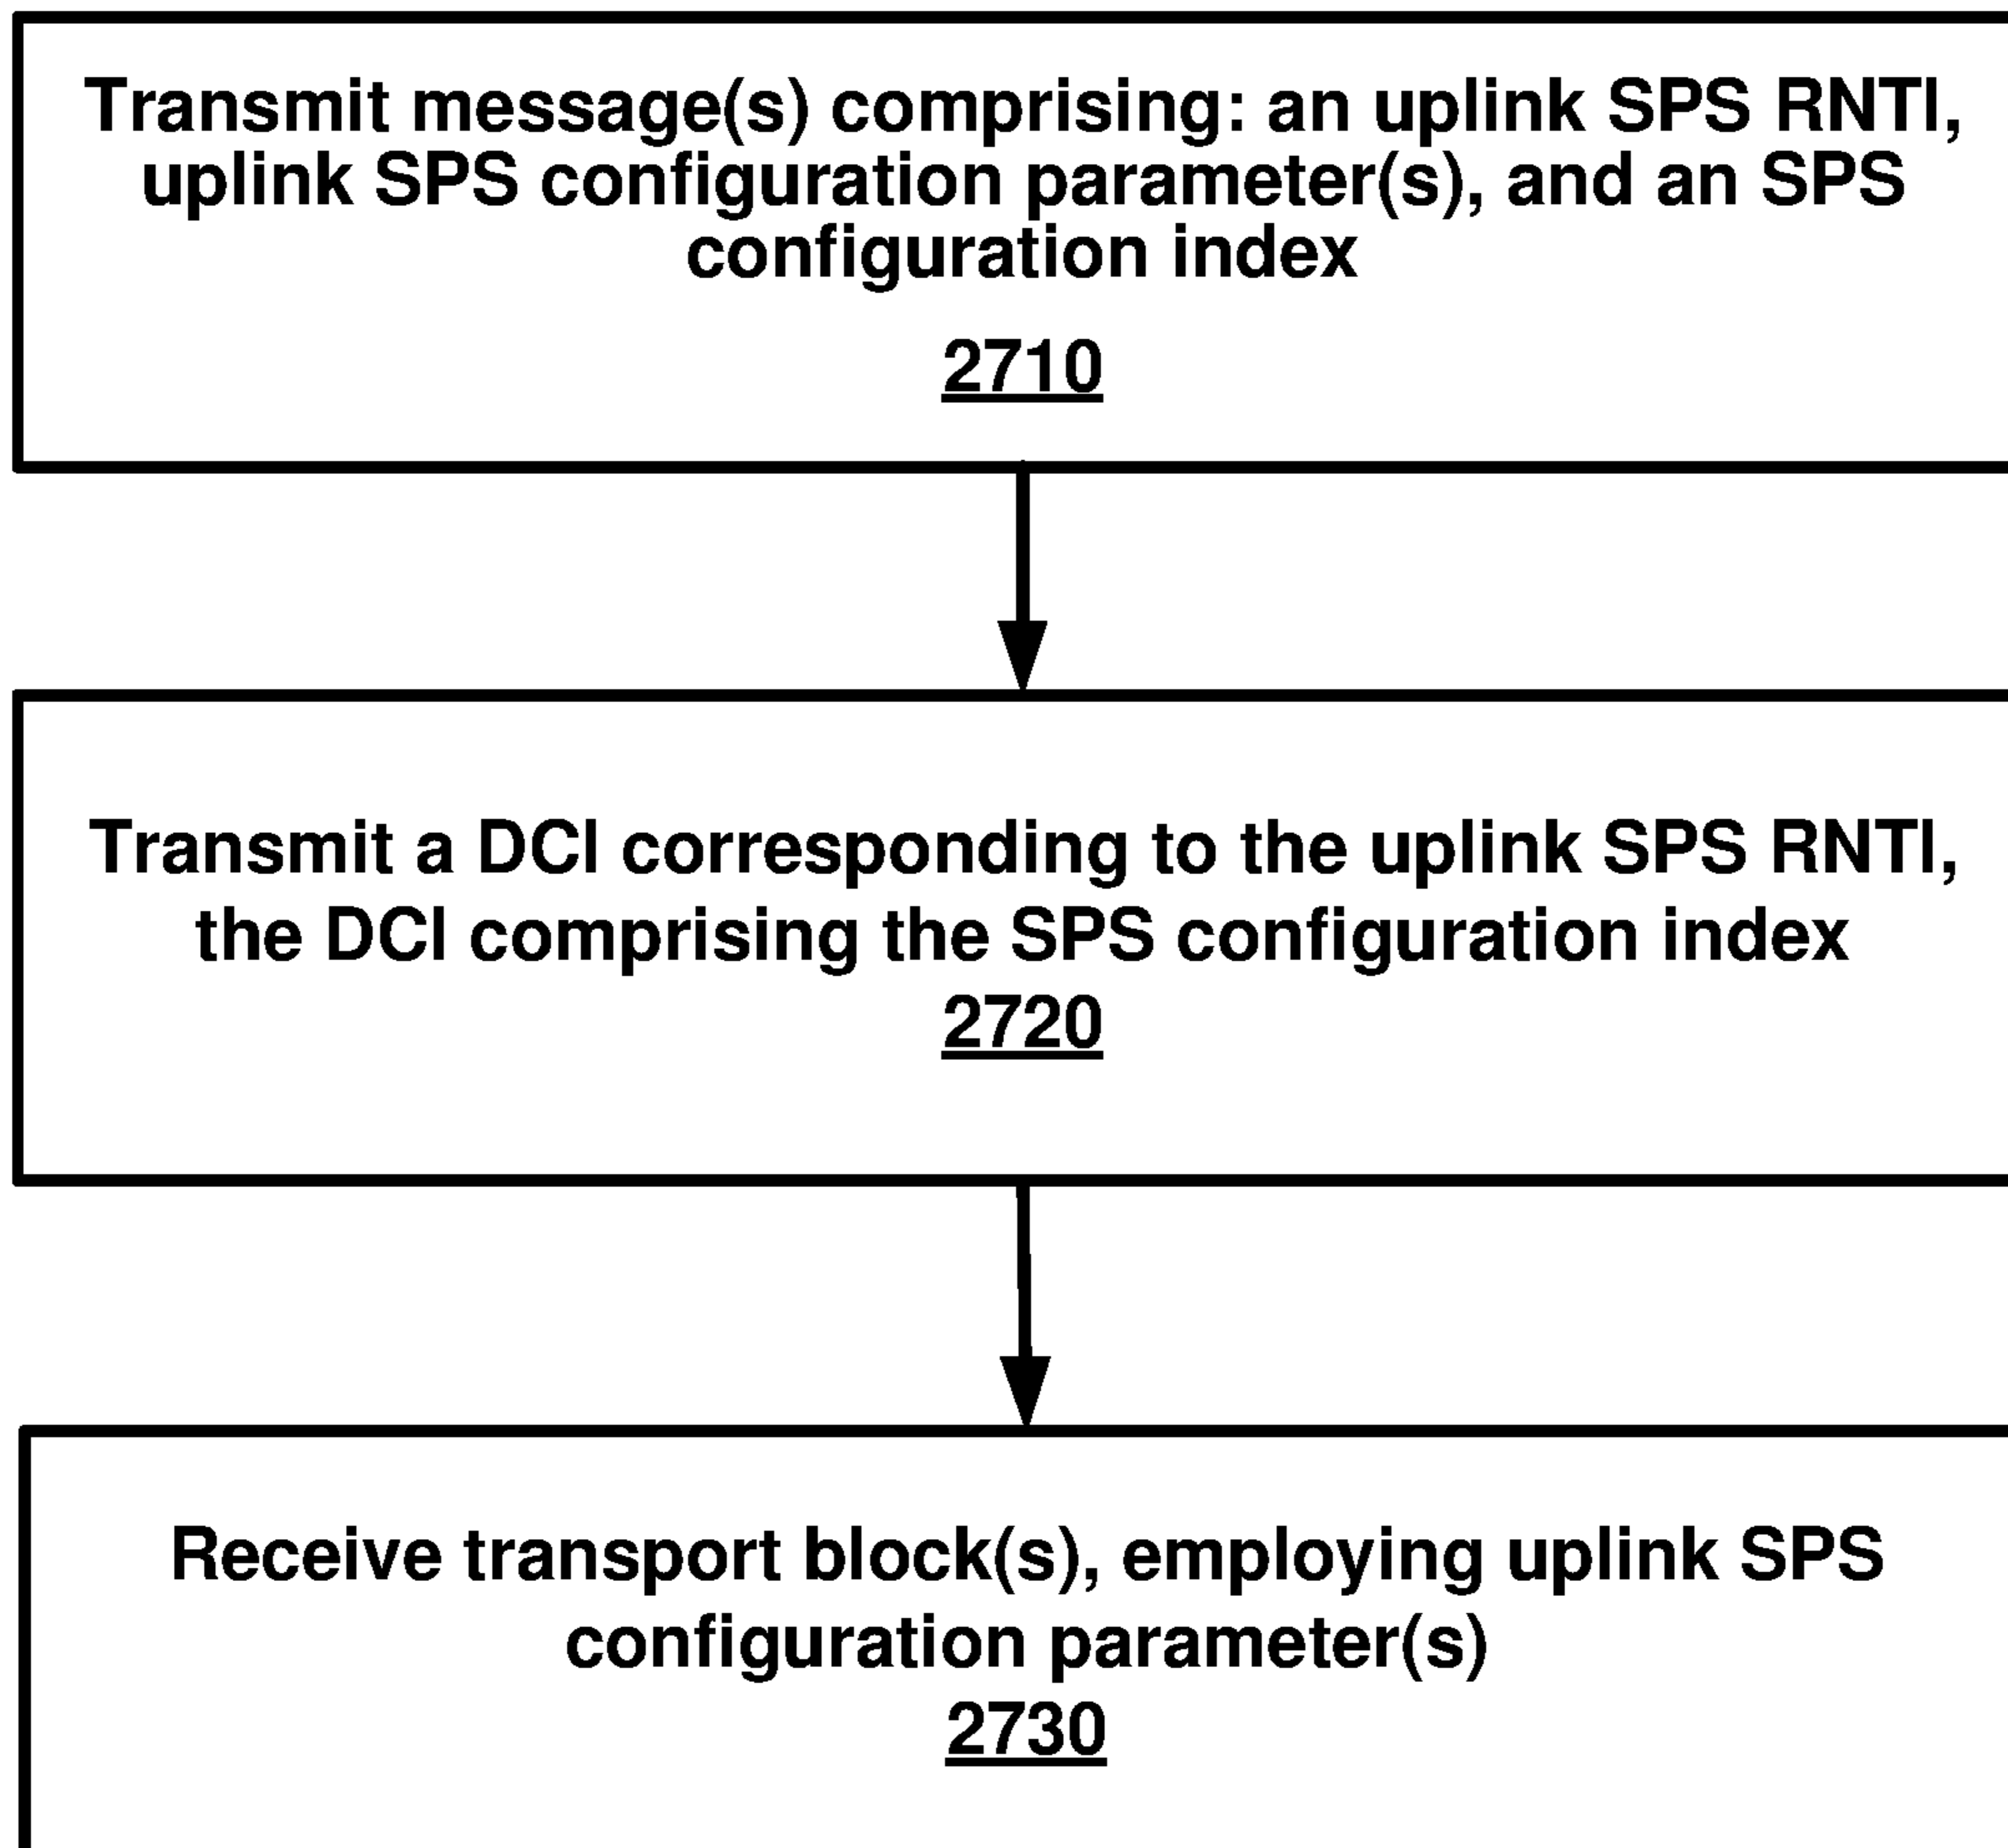 Transmit message(s) comprising: an uplink SPS RNTI,
uplink SPS configuration parameter(s), and an SPS
configuration index
2710
Transmit a DCI corresponding to the uplink SPS RNTI,
the DCI comprising the SPS configuration index
2720
Receive transport block(s), employing uplink SPS
configuration parameter(s)
2730